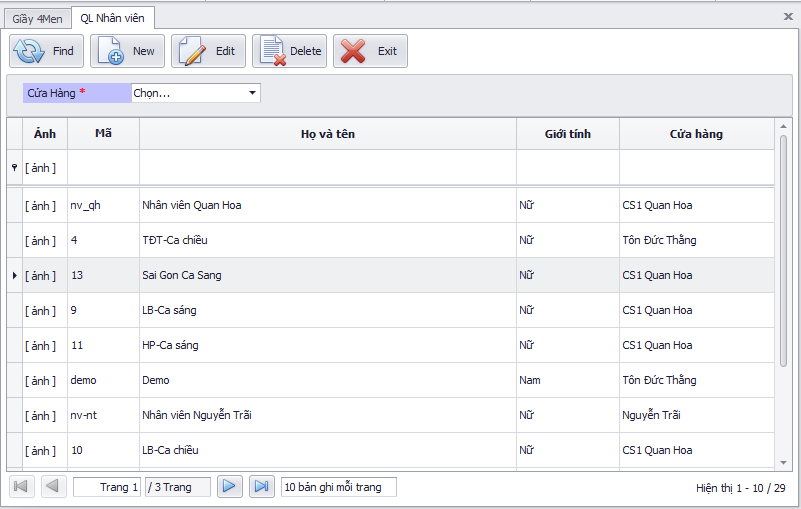 Giầy 4Men QL Nhân viên
Find New Edit Delete Exit
Cửa Hàng * Chọn...
Ảnh Mã Họ và tên Giới tính Cửa hàng
[ ảnh ]
[ ảnh ] nv_qh Nhân viên Quan Hoa Nữ CS1 Quan Hoa
[ ảnh ] 4 TĐT-Ca chiều Nữ Tôn Đức Thắng
[ ảnh ] 13 Sai Gon Ca Sang Nữ CS1 Quan Hoa
[ ảnh ] 9 LB-Ca sáng Nữ CS1 Quan Hoa
[ ảnh ] 11 HP-Ca sáng Nữ CS1 Quan Hoa
[ ảnh ] demo Demo Nam Tôn Đức Thắng
[ ảnh ] nv-nt Nhân viên Nguyễn Trãi Nữ Nguyễn Trãi
[ ảnh ] 10 LB-Ca chiều Nữ CS1 Quan Hoa
Trang 1 / 3 Trang 10 bản ghi mỗi trang Hiện thị 1 - 10 / 29